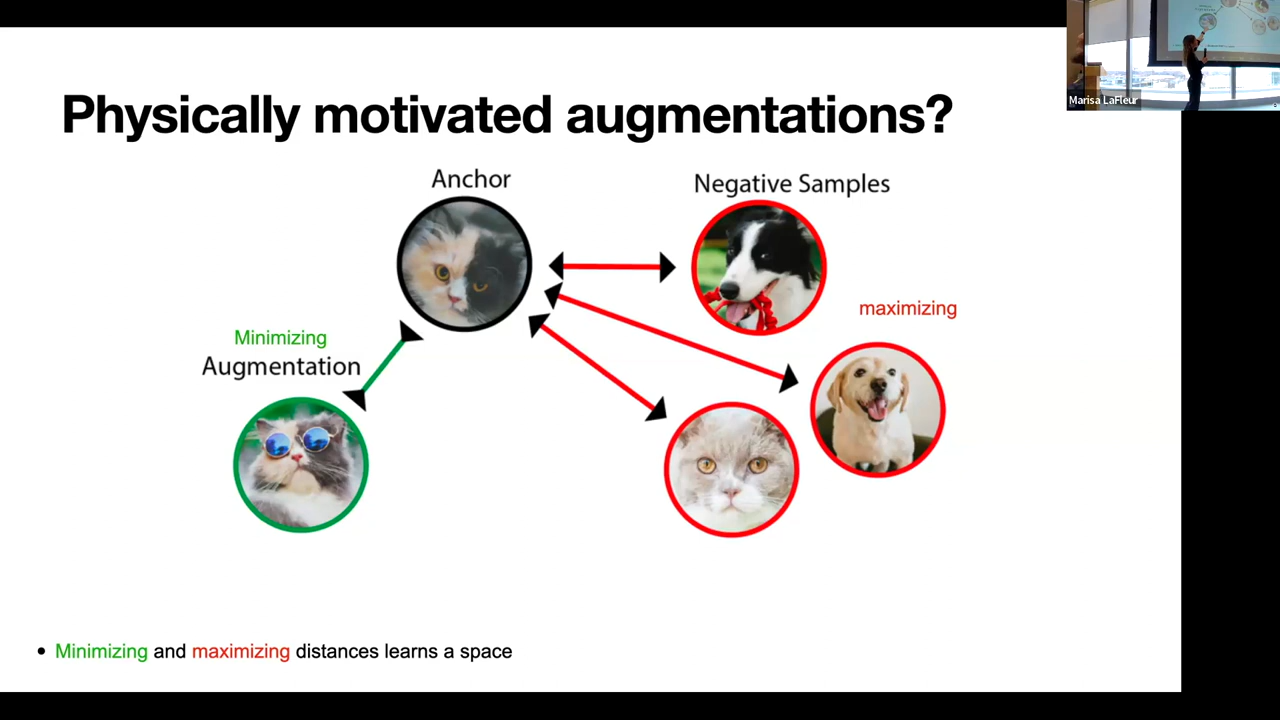 Marisa LaFleur
Physically motivated augmentations?
Anchor
Negative Samples
maximizing
Minimizing
Augmentation
• Minimizing and maximizing distances learns a space